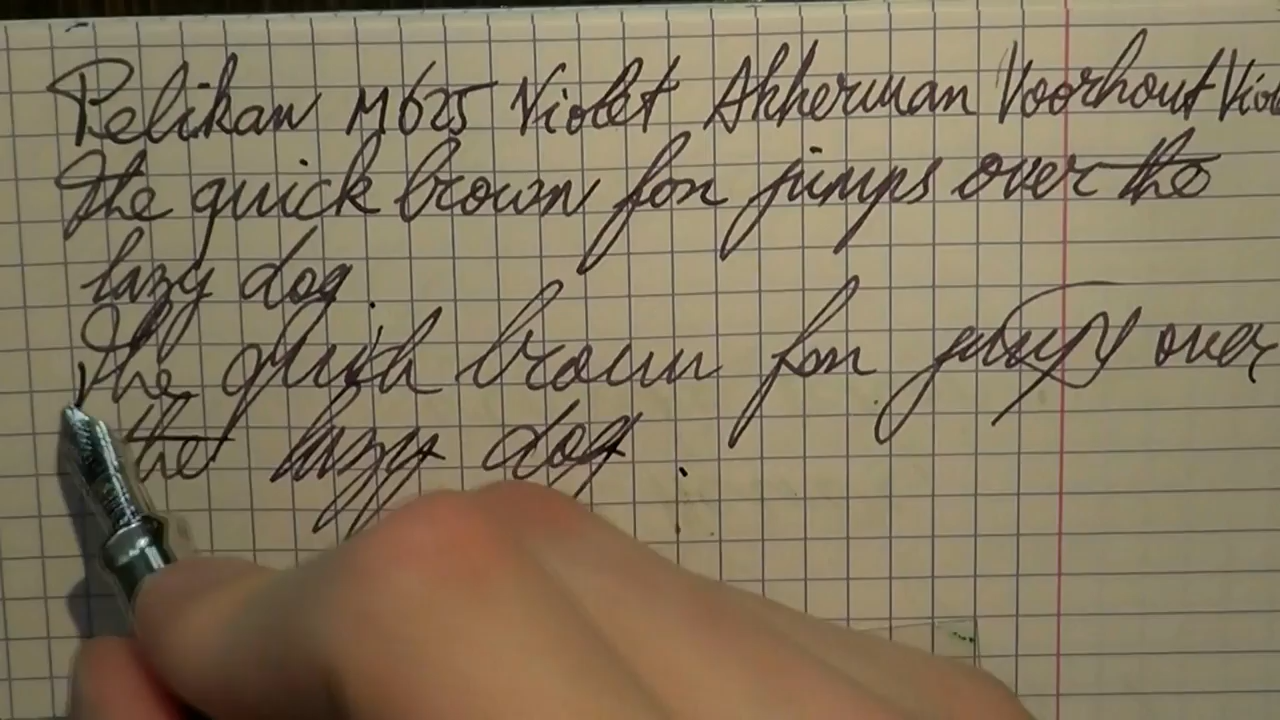 Pelikan M625 Violet Akkerman Voorhout Viol
The quick brown fox jumps over the
lazy dog.
The quick brown fox jumps over
the lazy dog.